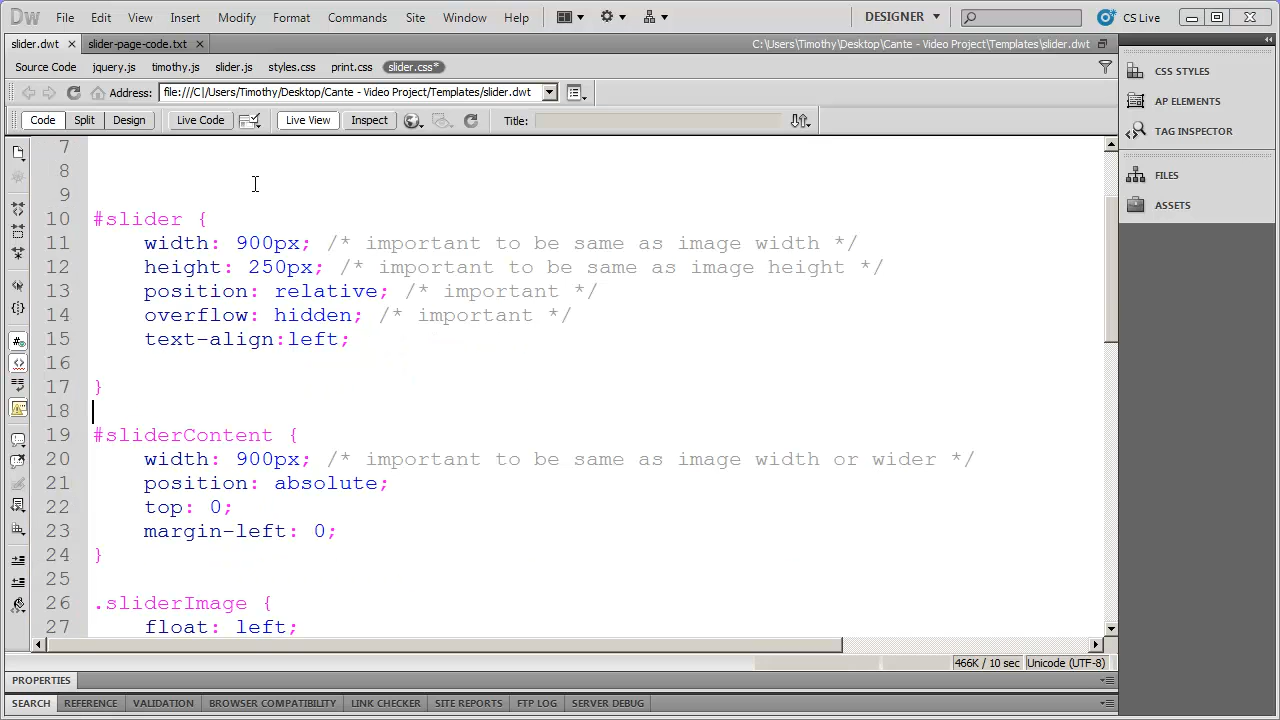 Dw File Edit View Insert Modify Format Commands Site Window Help DESIGNER CS Live
slider.dwt slider-page-code.txt C:\Users\Timothy\Desktop\Cante - Video Project\Templates\slider.dwt
Source Code jquery.js timothy.js slider.js styles.css print.css slider.css*
Address: file:///C|/Users/Timothy/Desktop/Cante - Video Project/Templates/slider.dwt
Code Split Design Live Code Live View Inspect Title:
CSS STYLES
AP ELEMENTS
TAG INSPECTOR
FILES
ASSETS
7
8
9
10 #slider {
11 width: 900px; /* important to be same as image width */
12 height: 250px; /* important to be same as image height */
13 position: relative; /* important */
14 overflow: hidden; /* important */
15 text-align:left;
16
17 }
18
19 #sliderContent {
20 width: 900px; /* important to be same as image width or wider */
21 position: absolute;
22 top: 0;
23 margin-left: 0;
24 }
25
26 .sliderImage {
27 float: left;
466K / 10 sec Unicode (UTF-8)
PROPERTIES
SEARCH REFERENCE VALIDATION BROWSER COMPATIBILITY LINK CHECKER SITE REPORTS FTP LOG SERVER DEBUG